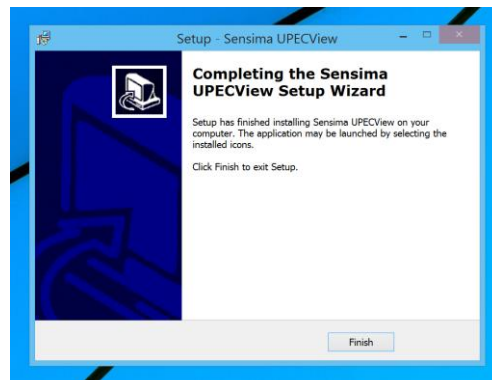 Setup - Sensima UPECView
Completing the Sensima
UPECView Setup Wizard
Setup has finished installing Sensima UPECView on your
computer. The application may be launched by selecting the
installed icons.
Click Finish to exit Setup.
Finish